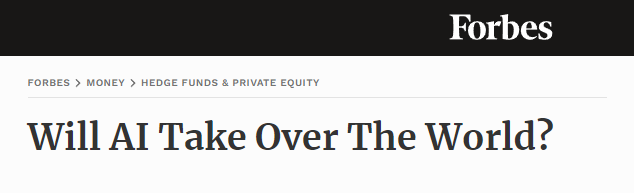 Forbes
FORBES > MONEY > HEDGE FUNDS & PRIVATE EQUITY
Will AI Take Over The World?